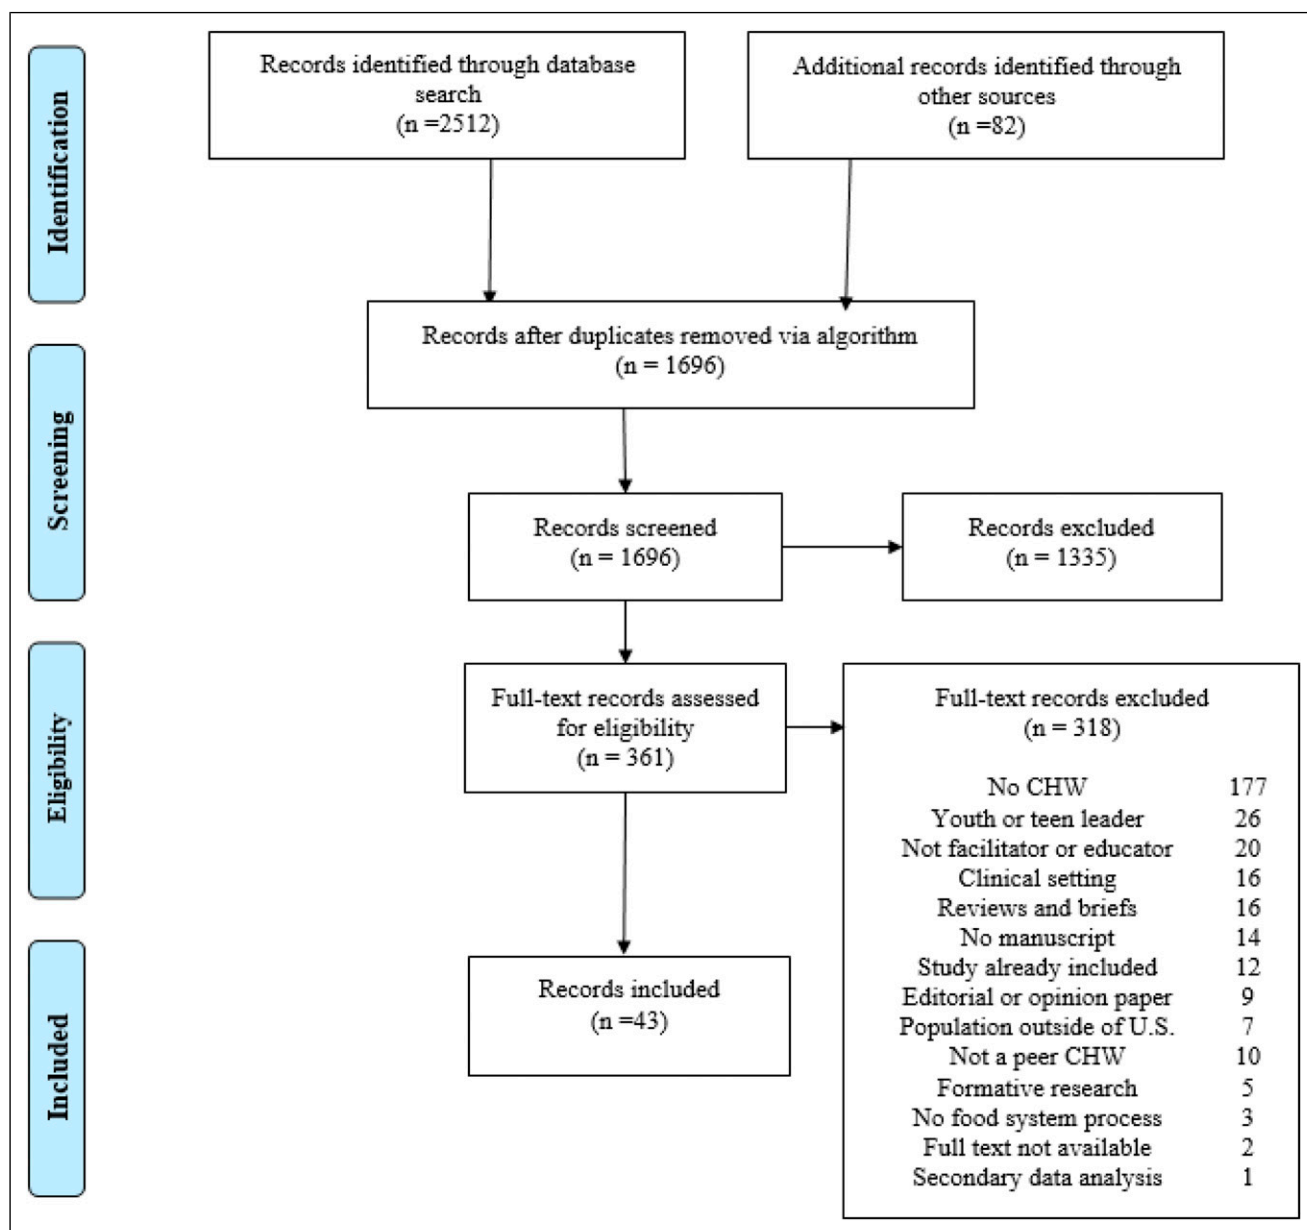 Identification
Records identified through database
search
(n =2512)
Additional records identified through
other sources
(n =82)
Records after duplicates removed via algorithm
(n = 1696)
Screening
Records screened
(n = 1696)
Records excluded
(n = 1335)
Eligibility
Full-text records assessed
for eligibility
(n = 361)
Full-text records excluded
(n = 318)
No CHW 177
Youth or teen leader 26
Not facilitator or educator 20
Clinical setting 16
Reviews and briefs 16
No manuscript 14
Study already included 12
Editorial or opinion paper 9
Population outside of U.S. 7
Not a peer CHW 10
Formative research 5
No food system process 3
Full text not available 2
Secondary data analysis 1
Included
Records included
(n =43)